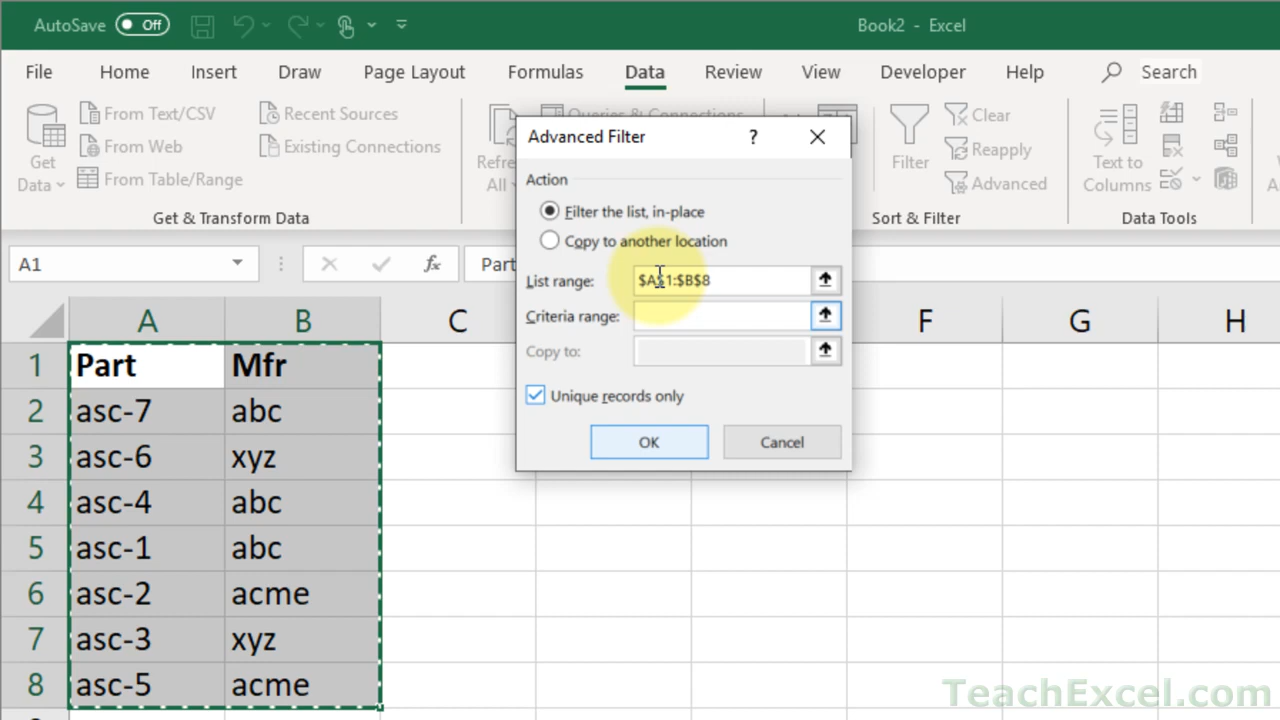 AutoSave Off
Book2 - Excel
File Home Insert Draw Page Layout Formulas Data Review View Developer Help Search
Get Data
From Text/CSV
From Web
From Table/Range
Recent Sources
Existing Connections
Get & Transform Data
Refre
All
Queries & Connections
Filter
Clear
Reapply
Advanced
Sort & Filter
Text to
Columns
Data Tools
Advanced Filter ?
Action
Filter the list, in-place
Copy to another location
List range: $A$1:$B$8
Criteria range:
Copy to:
Unique records only
OK Cancel
A1 fx Part
A B C F G H
1 Part Mfr
2 asc-7 abc
3 asc-6 xyz
4 asc-4 abc
5 asc-1 abc
6 asc-2 acme
7 asc-3 xyz
8 asc-5 acme
TeachExcel.com